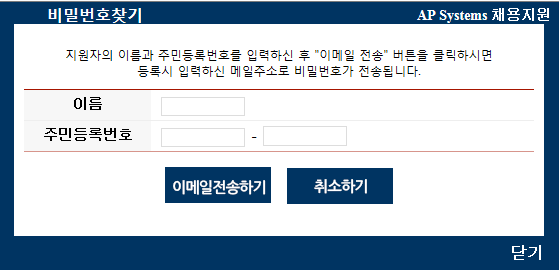 비밀번호찾기
AP Systems 채용지원
지원자의 이름과 주민등록번호를 입력하신 후 "이메일 전송" 버튼을 클릭하시면
등록시 입력하신 메일주소로 비밀번호가 전송됩니다.
이름
주민등록번호 -
이메일전송하기 취소하기
닫기